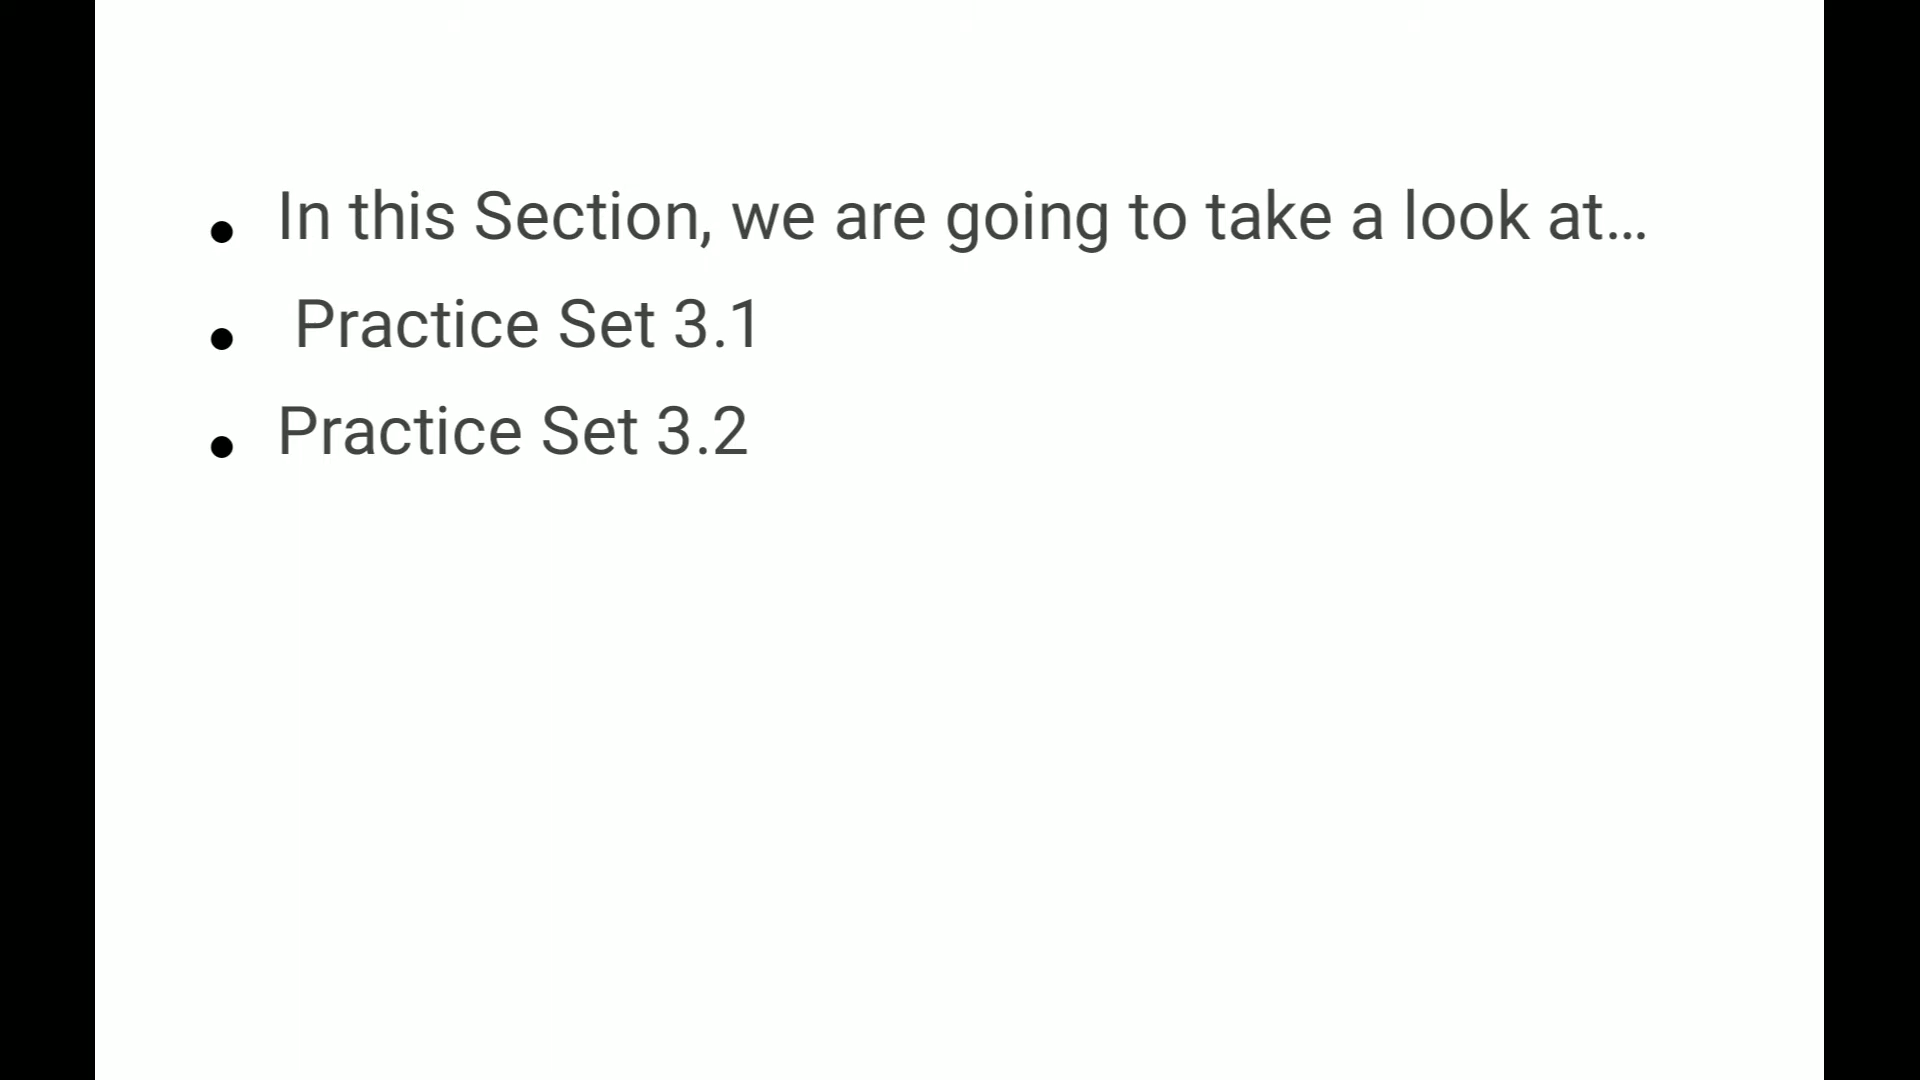 In this Section, we are going to take a look at...
Practice Set 3.1
Practice Set 3.2